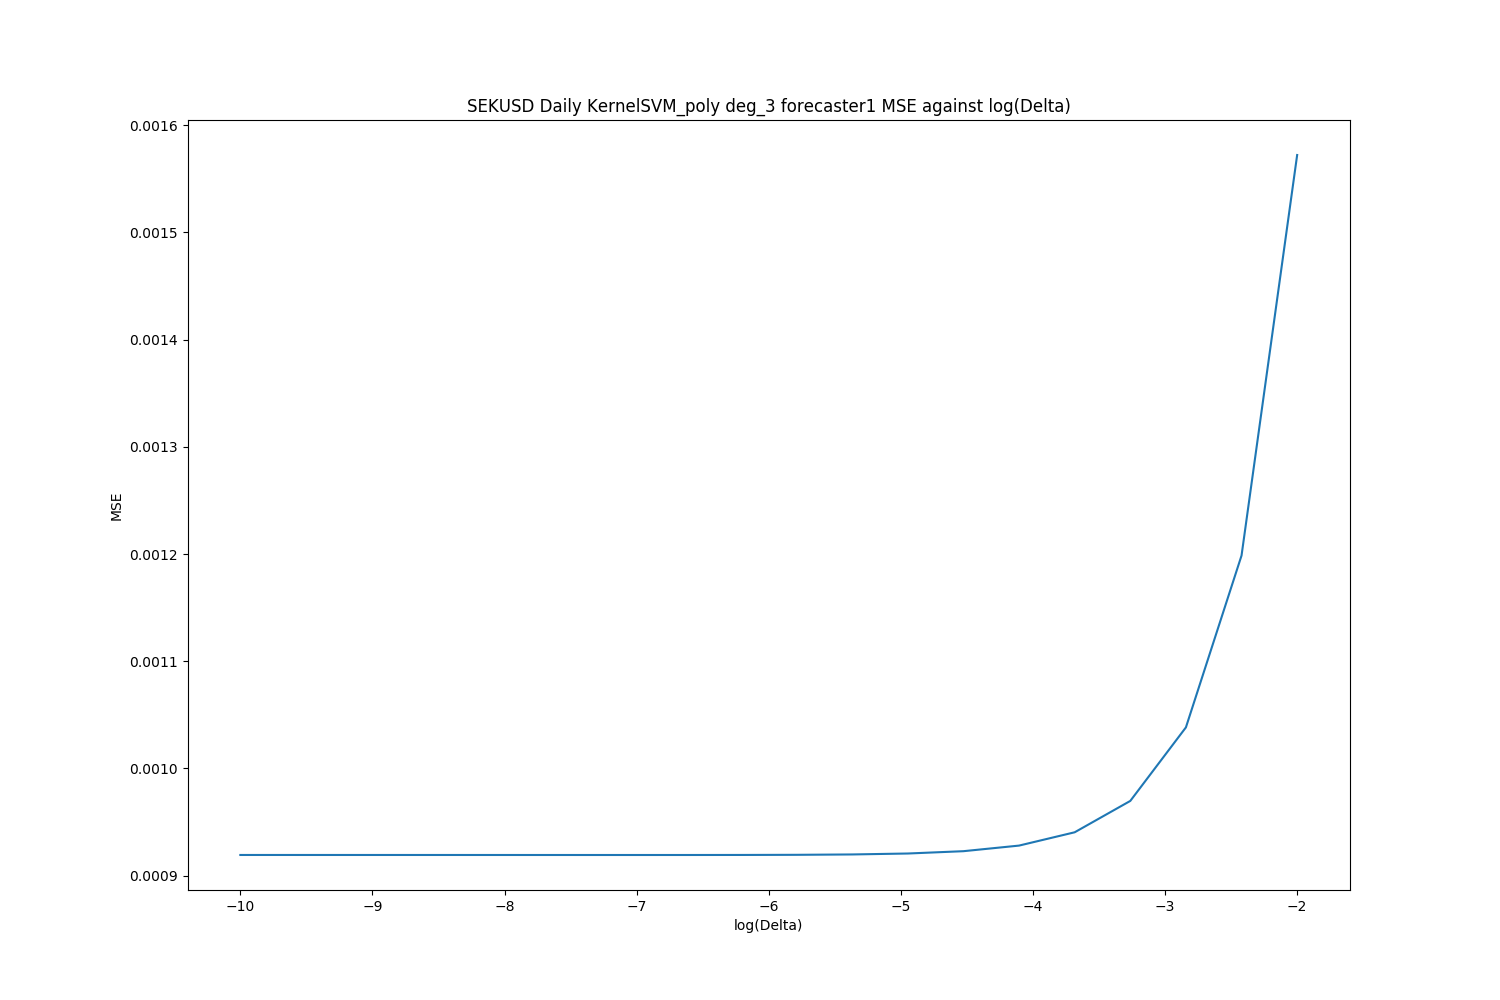 SEKUSD Daily KernelSVM_poly deg_3 forecaster1 MSE against log(Delta)
0.0016
0.0015
0.0014
0.0013
MSE
0.0012
0.0011
0.0010
0.0009
−10 −9 −8 −7 −6 −5 −4 −3 −2
log(Delta)